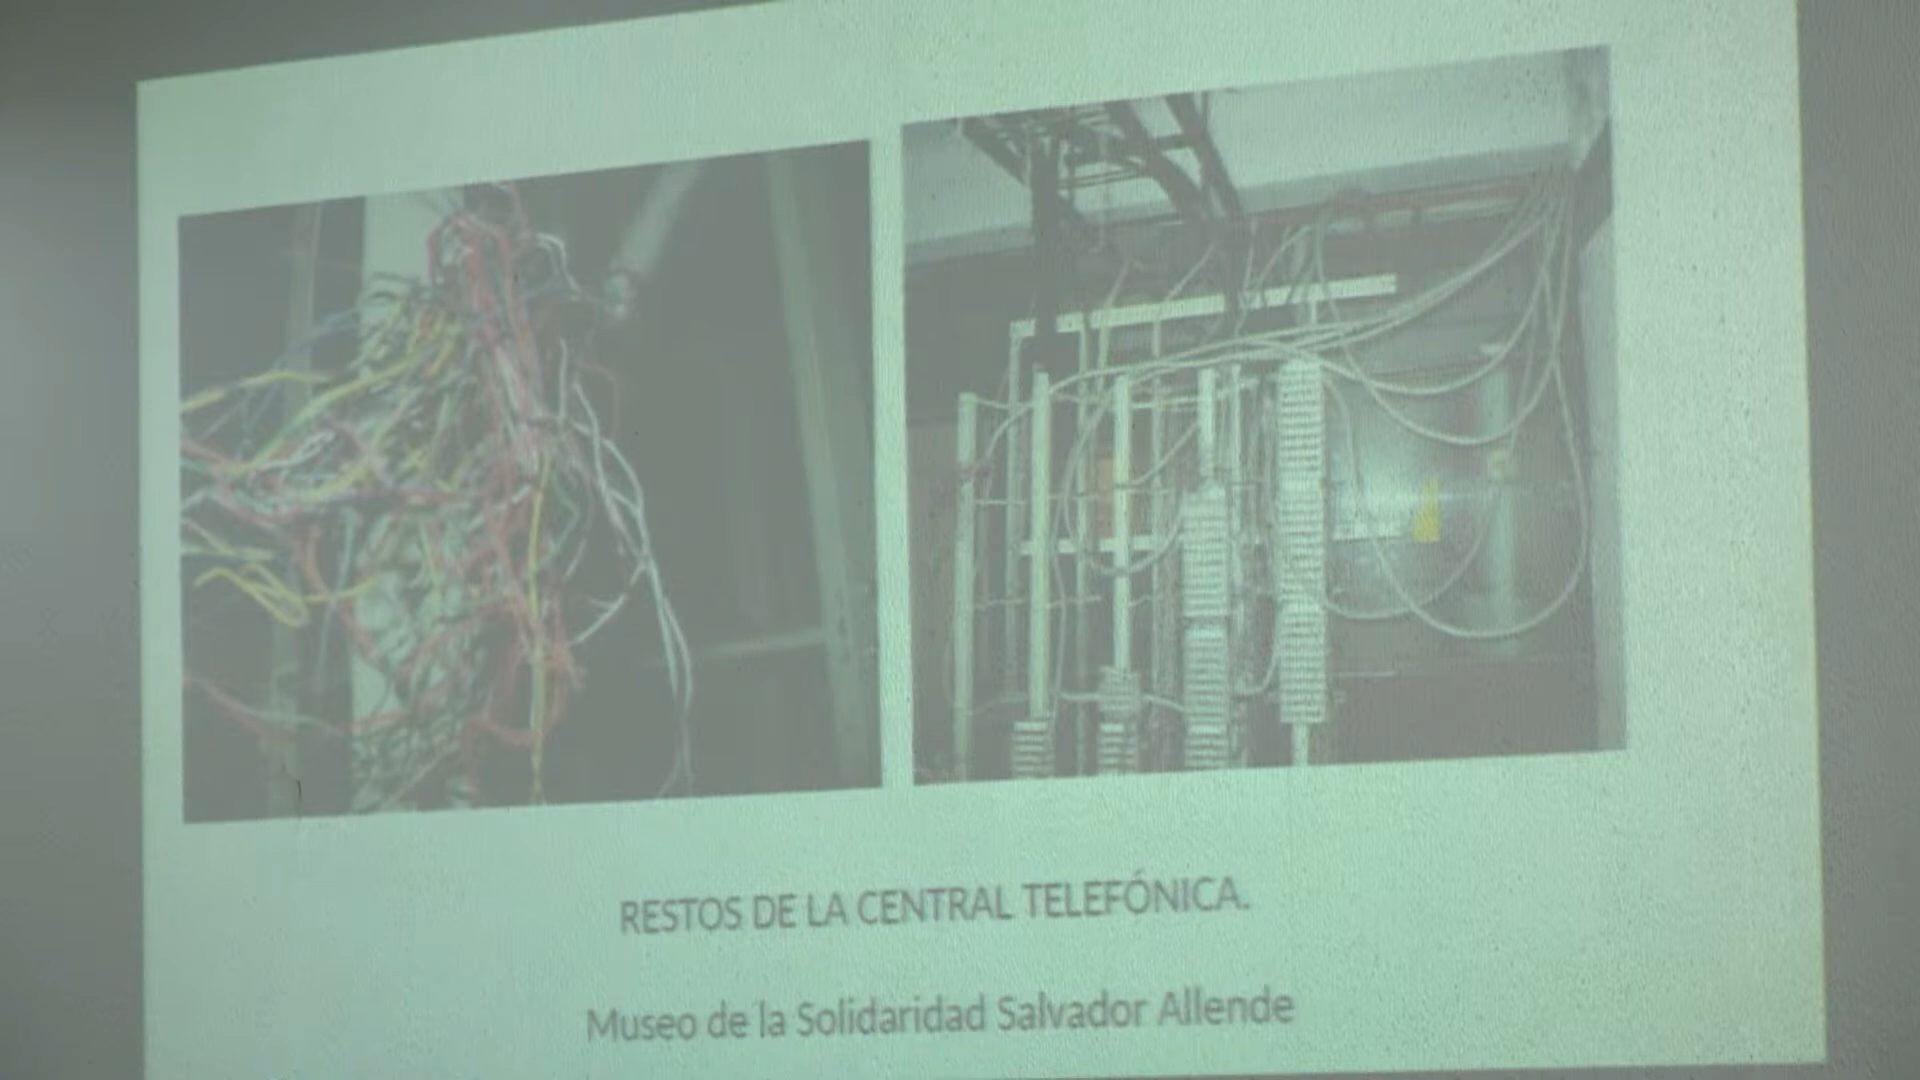 RESTOS DE LA CENTRAL TELEFÓNICA.
Museo de la Solidaridad Salvador Allende